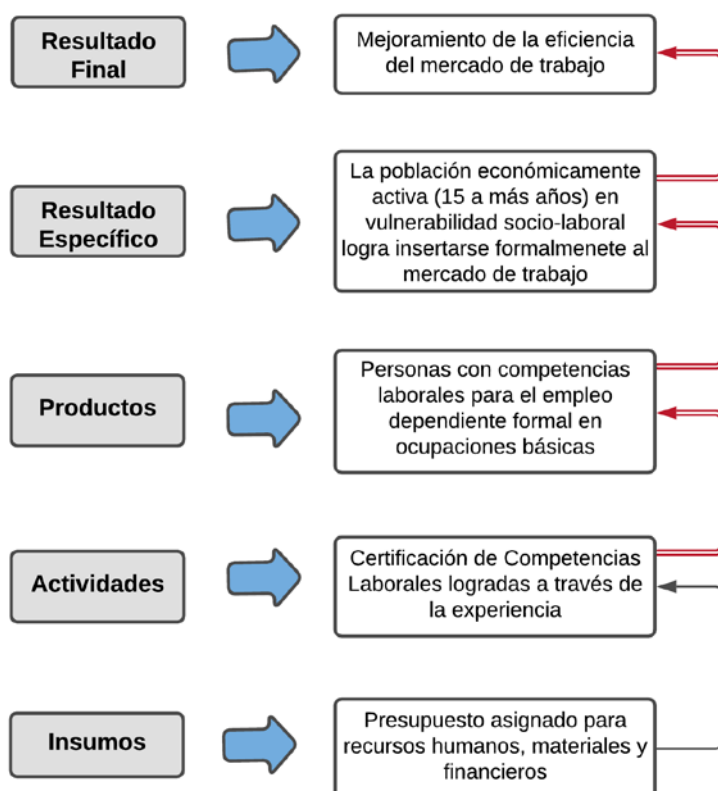 Resultado
Final
Mejoramiento de la eficiencia
del mercado de trabajo
Resultado
Específico
La población económicamente
activa (15 a más años) en
vulnerabilidad socio-laboral
logra insertarse formalmenete al
mercado de trabajo
Productos
Personas con competencias
laborales para el empleo
dependiente formal en
ocupaciones básicas
Actividades
Certificación de Competencias
Laborales logradas a través de
la experiencia
Insumos
Presupuesto asignado para
recursos humanos, materiales y
financieros